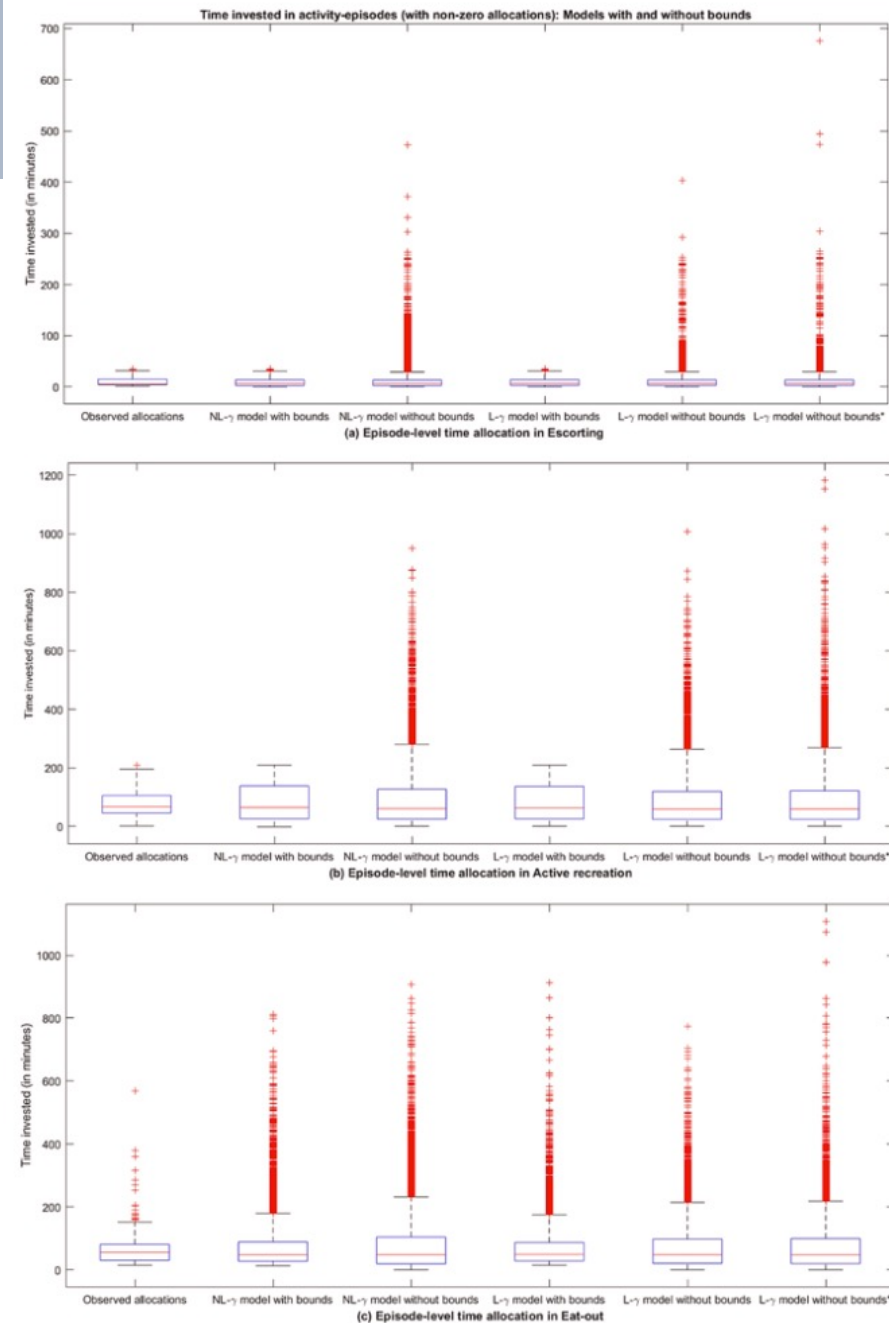 Time invested in activity-episodes (with non-zero allocations): Models with and without bounds
700
600
500
400
300
200
100
0
Time invested (in minutes)
Observed allocations NL-γ model with bounds NL-γ model without bounds L-γ model with bounds L-γ model without bounds L-γ model without bounds*
(a) Episode-level time allocation in Escorting
1200
1000
800
600
400
200
0
Time invested (in minutes)
Observed allocations NL-γ model with bounds NL-γ model without bounds L-γ model with bounds L-γ model without bounds L-γ model without bounds*
(b) Episode-level time allocation in Active recreation
1000
800
600
400
200
0
Time invested (in minutes)
Observed allocations NL-γ model with bounds NL-γ model without bounds L-γ model with bounds L-γ model without bounds L-γ model without bounds*
(c) Episode-level time allocation in Eat-out